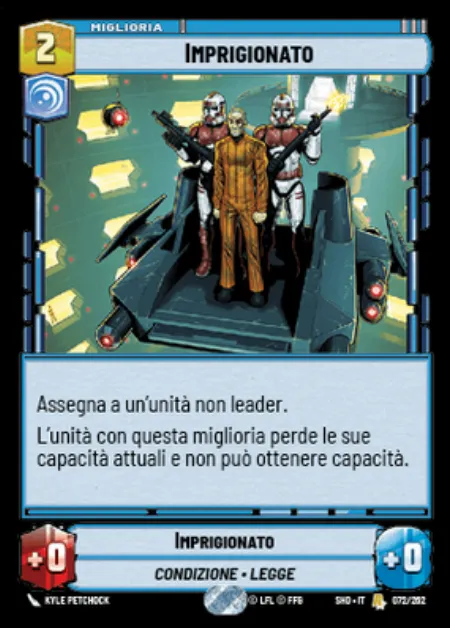 MIGLIORIA
2
IMPRIGIONATO
Assegna a un'unità non leader.
L'unità con questa miglioria perde le sue
capacità attuali e non può ottenere capacità.
+0
IMPRIGIONATO
+0
CONDIZIONE • LEGGE
KYLE PETCHOCK
© LFL © FFG
SHD • IT
072/262